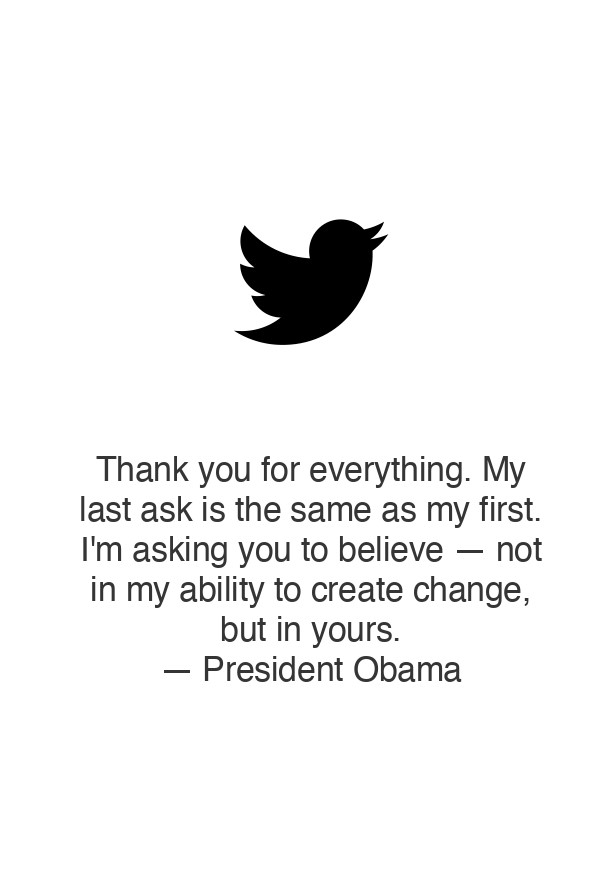 Thank you for everything. My
last ask is the same as my first.
I'm asking you to believe — not
in my ability to create change,
but in yours.
— President Obama